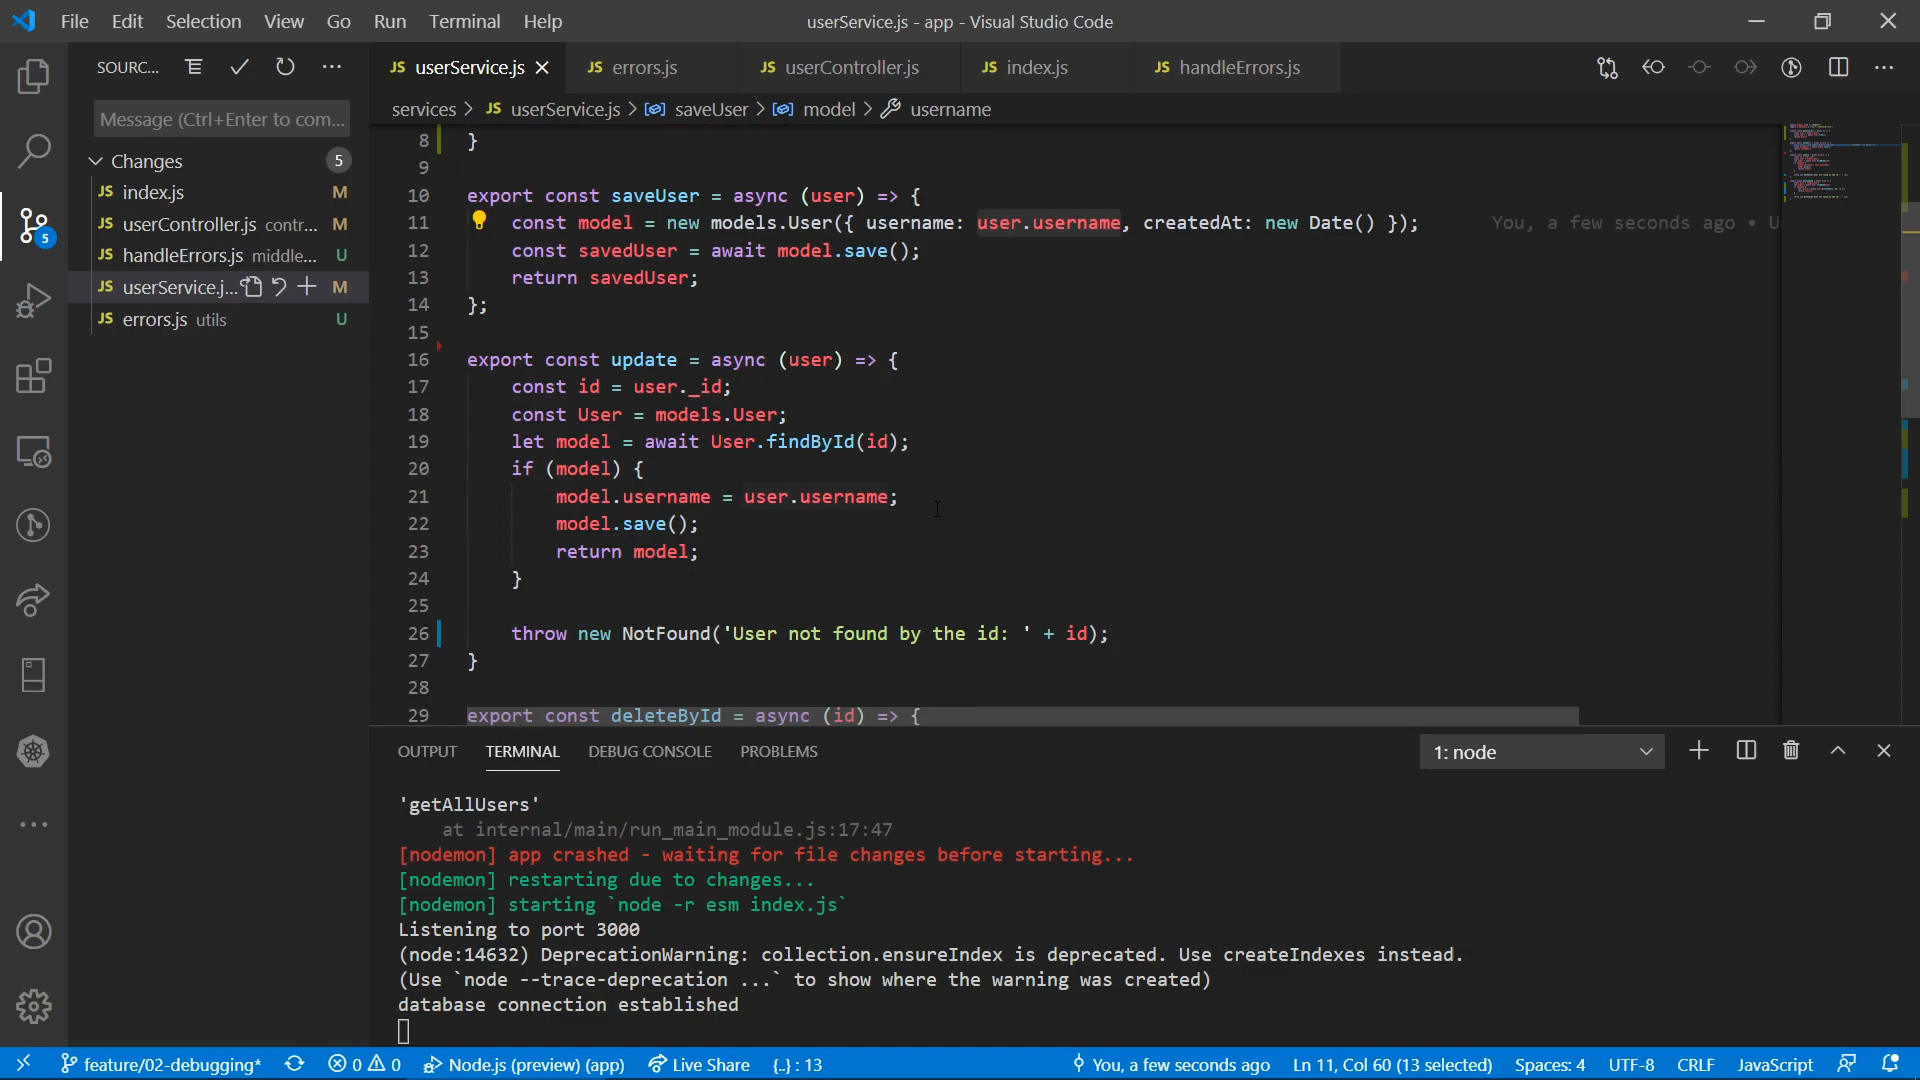 File Edit Selection View Go Run Terminal Help
userService.js - app - Visual Studio Code
SOURC...
JS userService.js
JS errors.js
JS userController.js
JS index.js
JS handleErrors.js
services > JS userService.js > saveUser > model > username
Message (Ctrl+Enter to com...
Changes 5
JS index.js M
JS userController.js contr... M
JS handleErrors.js middle... U
JS userService.j... M
JS errors.js utils U
5
8 }
9
10 export const saveUser = async (user) => {
11 const model = new models.User({ username: user.username, createdAt: new Date() }); You, a few seconds ago • U
12 const savedUser = await model.save();
13 return savedUser;
14 };
15
16 export const update = async (user) => {
17 const id = user._id;
18 const User = models.User;
19 let model = await User.findById(id);
20 if (model) {
21 model.username = user.username;
22 model.save();
23 return model;
24 }
25
26 throw new NotFound('User not found by the id: ' + id);
27 }
28
29 export const deleteById = async (id) => {
OUTPUT TERMINAL DEBUG CONSOLE PROBLEMS
1: node
'getAllUsers'
at internal/main/run_main_module.js:17:47
[nodemon] app crashed - waiting for file changes before starting...
[nodemon] restarting due to changes...
[nodemon] starting `node -r esm index.js`
Listening to port 3000
(node:14632) DeprecationWarning: collection.ensureIndex is deprecated. Use createIndexes instead.
(Use `node --trace-deprecation ...` to show where the warning was created)
database connection established
feature/02-debugging* 0 0 Node.js (preview) (app) Live Share {..} : 13 You, a few seconds ago Ln 11, Col 60 (13 selected) Spaces: 4 UTF-8 CRLF JavaScript